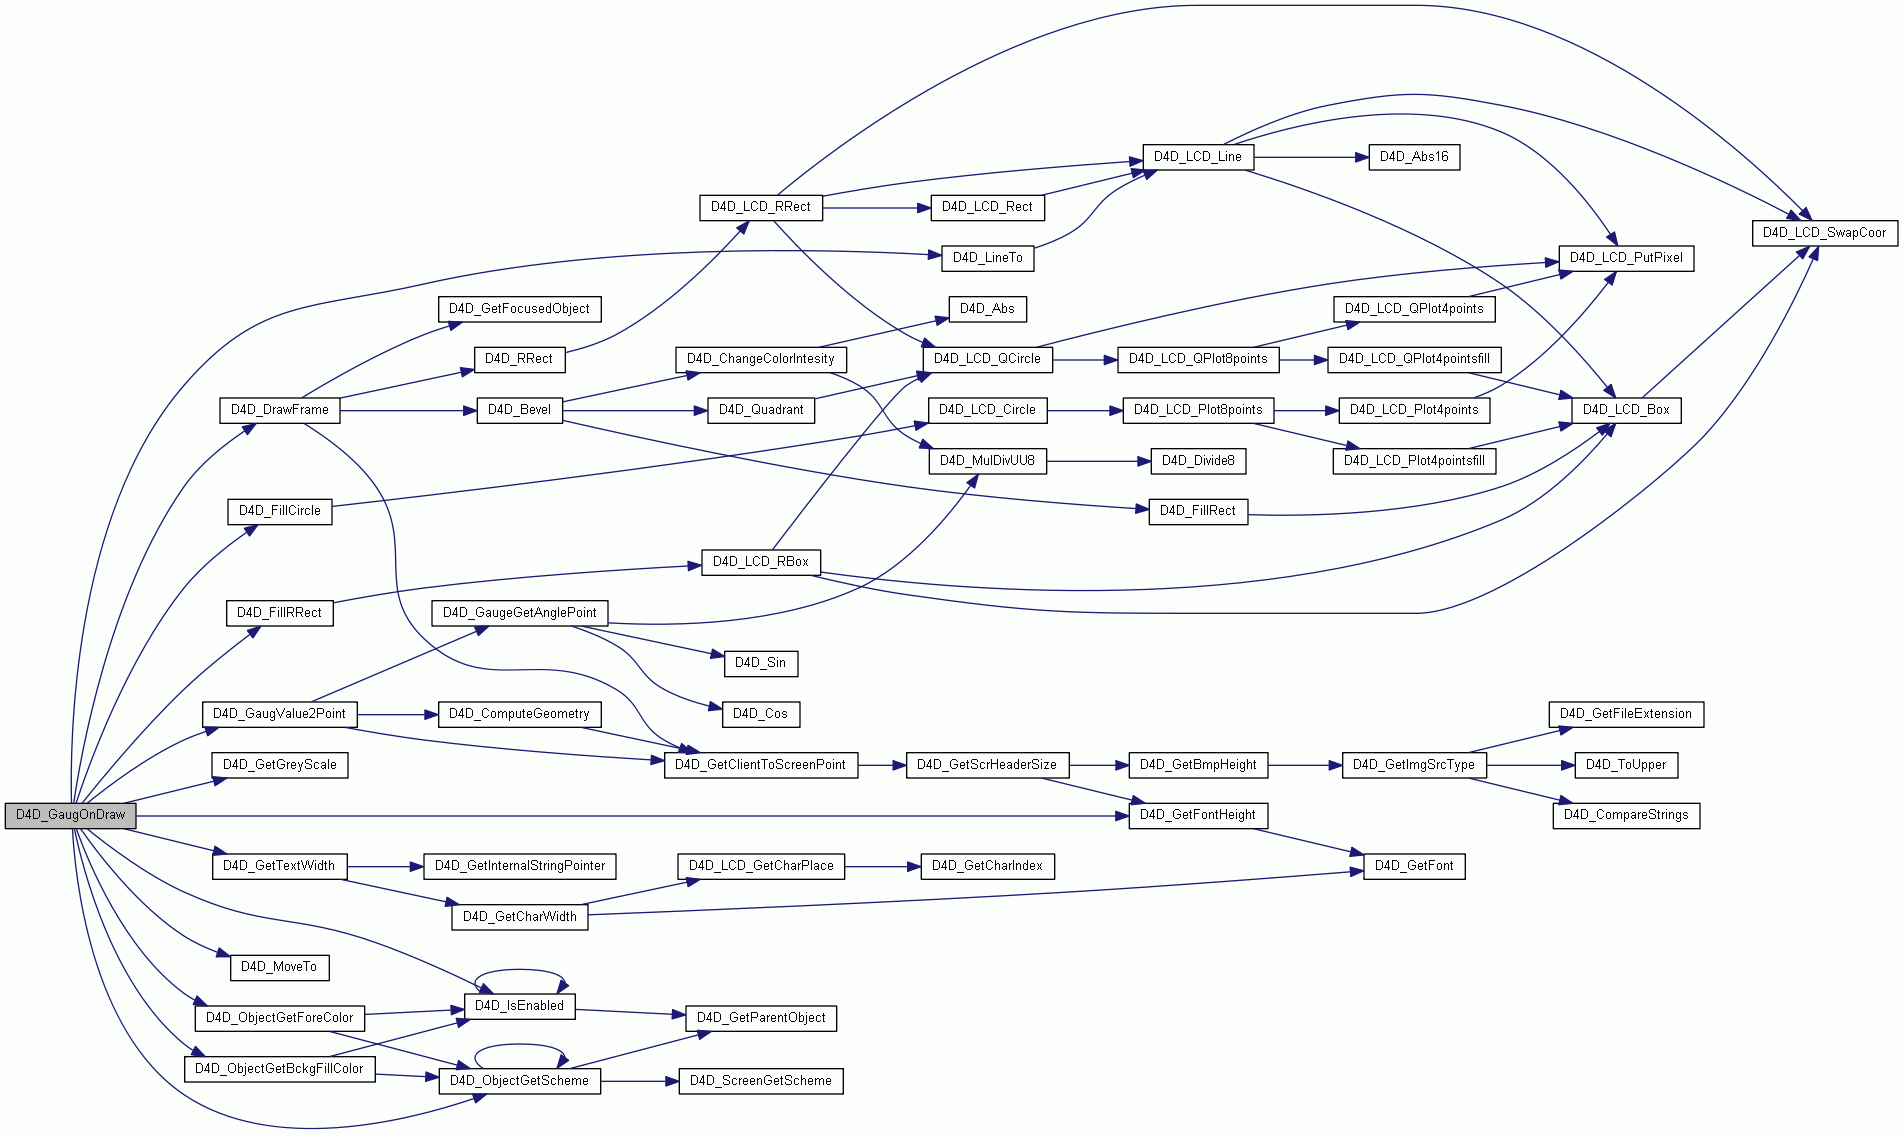 D4D_LCD_Line
D4D_Abs16
D4D_LCD_RRect
D4D_LCD_Rect
D4D_LCD_SwapCoor
D4D_LineTo
D4D_LCD_PutPixel
D4D_GetFocusedObject
D4D_Abs
D4D_LCD_QPlot4points
D4D_RRect
D4D_ChangeColorIntesity
D4D_LCD_QCircle
D4D_LCD_QPlot8points
D4D_LCD_QPlot4pointsfill
D4D_DrawFrame
D4D_Bevel
D4D_Quadrant
D4D_LCD_Circle
D4D_LCD_Plot8points
D4D_LCD_Plot4points
D4D_LCD_Box
D4D_MulDivUU8
D4D_Divide8
D4D_LCD_Plot4pointsfill
D4D_FillCircle
D4D_FillRect
D4D_LCD_RBox
D4D_FillRRect
D4D_GaugeGetAnglePoint
D4D_Sin
D4D_GaugValue2Point
D4D_ComputeGeometry
D4D_Cos
D4D_GetFileExtension
D4D_GetGreyScale
D4D_GetClientToScreenPoint
D4D_GetScrHeaderSize
D4D_GetBmpHeight
D4D_GetImgSrcType
D4D_ToUpper
D4D_GaugOnDraw
D4D_GetFontHeight
D4D_CompareStrings
D4D_GetTextWidth
D4D_GetInternalStringPointer
D4D_LCD_GetCharPlace
D4D_GetCharIndex
D4D_GetFont
D4D_GetCharWidth
D4D_MoveTo
D4D_IsEnabled
D4D_ObjectGetForeColor
D4D_GetParentObject
D4D_ObjectGetBckgFillColor
D4D_ObjectGetScheme
D4D_ScreenGetScheme